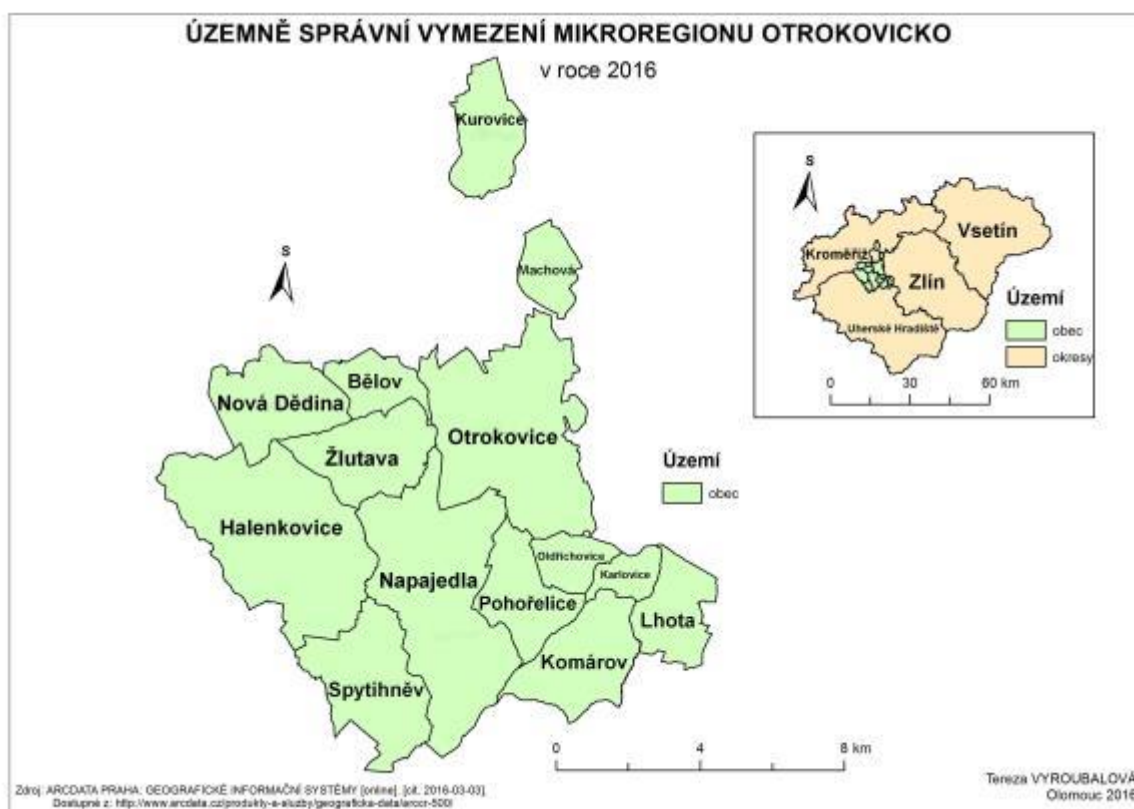 ÚZEMNĚ SPRÁVNÍ VYMEZENÍ MIKROREGIONU OTROKOVICKO
v roce 2016
Kurovice
Machová
S
Bělov
Nová Dědina
Otrokovice
Žlutava
Halenkovice
Oldřichovice
Karlovice
Napajedla
Pohořelice
Lhota
Komárov
Spytihněv
S
Vsetín
Kroměříž
Zlín
Uherské Hradiště
Území
obec
okresy
0 30 60 km
Území
obec
0 4 8 km
Zdroj: ARCDATA PRAHA: GEOGRAFICKÉ INFORMAČNÍ SYSTÉMY [online]. [cit. 2016-03-03].
Dostupné z: http://www.arcdata.cz/produkty-a-sluzby/geograficka-data/arccr-500/
Tereza VYROUBALOVÁ
Olomouc 2016